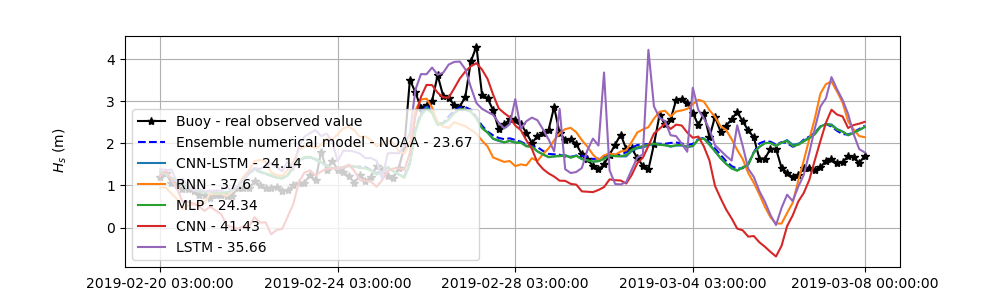 4
3
2
1
0
H_s (m)
Buoy - real observed value
Ensemble numerical model - NOAA - 23.67
CNN-LSTM - 24.14
RNN - 37.6
MLP - 24.34
CNN - 41.43
LSTM - 35.66
2019-02-20 03:00:00 2019-02-24 03:00:00 2019-02-28 03:00:00 2019-03-04 03:00:00 2019-03-08 00:00:00